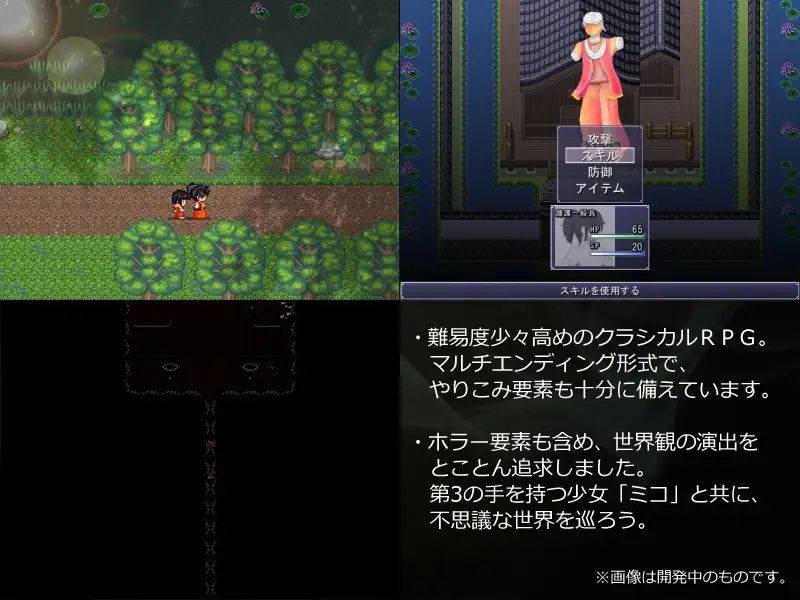 攻撃
スキル
防御
アイテム
HP 65
SP 20
スキルを使用する
・難易度少々高めのクラシカルＲＰＧ。
マルチエンディング形式で、
やりこみ要素も十分に備えています。
・ホラー要素も含め、世界観の演出を
とことん追求しました。
第3の手を持つ少女「ミコ」と共に、
不思議な世界を巡ろう。
※画像は開発中のものです。